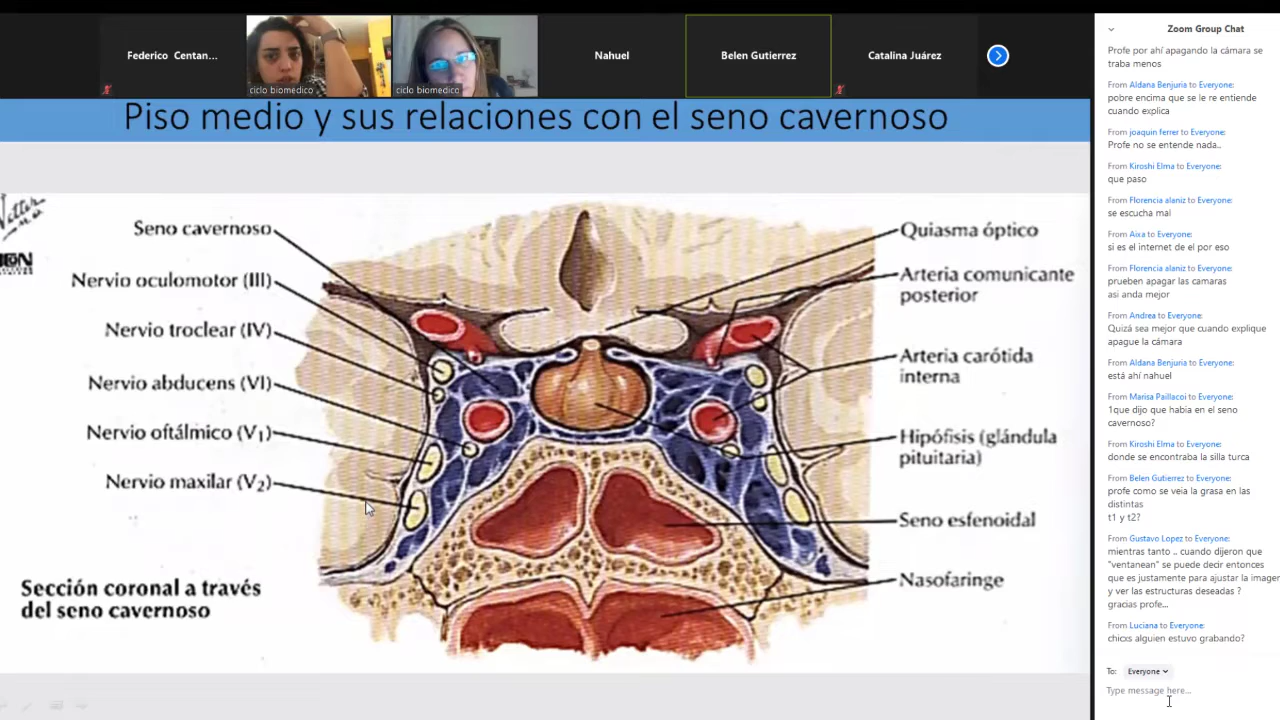 Federico Centan...
ciclo biomedico
ciclo biomedico
Nahuel
Belen Gutierrez
Catalina Juárez
Piso medio y sus relaciones con el seno cavernoso
Seno cavernoso
Nervio oculomotor (III)
Nervio troclear (IV)
Nervio abducens (VI)
Nervio oftálmico (V1)
Nervio maxilar (V2)
Sección coronal a través
del seno cavernoso
Quiasma óptico
Arteria comunicante
posterior
Arteria carótida
interna
Hipófisis (glándula
pituitaria)
Seno esfenoidal
Nasofaringe
Zoom Group Chat
Profe por ahí apagando la cámara se
traba menos
From Aldana Benjuria to Everyone:
pobre encima que se le re entiende
cuando explica
From joaquin ferrer to Everyone:
Profe no se entende nada..
From Kiroshi Elma to Everyone:
que paso
From Florencia alaniz to Everyone:
se escucha mal
From Aixa to Everyone:
si es el internet de el por eso
From Florencia alaniz to Everyone:
prueben apagar las camaras
asi anda mejor
From Andrea to Everyone:
Quizá sea mejor que cuando explique
apague la cámara
From Aldana Benjuria to Everyone:
está ahí nahuel
From Marisa Paillacoi to Everyone:
1que dijo que habia en el seno
cavernoso?
From Kiroshi Elma to Everyone:
donde se encontraba la silla turca
From Belen Gutierrez to Everyone:
profe como se veia la grasa en las
distintas
t1 y t2?
From Gustavo Lopez to Everyone:
mientras tanto .. cuando dijeron que
"ventanean" se puede decir entonces
que es justamente para ajustar la imagen
y ver las estructuras deseadas ?
gracias profe...
From Luciana to Everyone:
chicxs alguien estuvo grabando?
To: Everyone
Type message here...